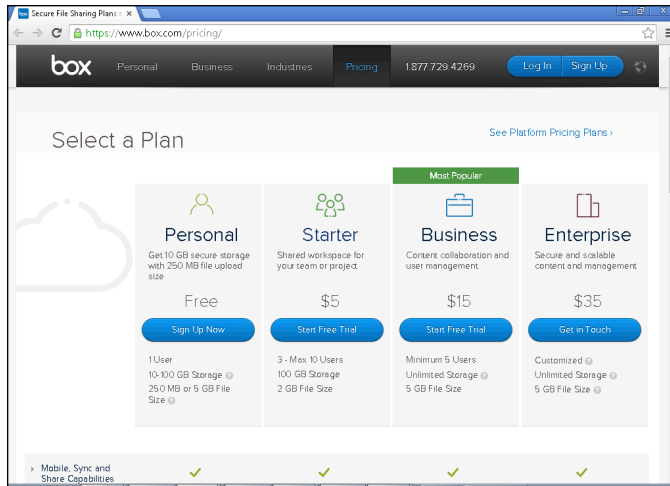 Secure File Sharing Plans a
https://www.box.com/pricing/
box Personal Business Industries Pricing 1.877.729.4269 Log In Sign Up
Select a Plan
See Platform Pricing Plans ›
Most Popular
Personal
Get 10 GB secure storage
with 250 MB file upload
size
Free
Sign Up Now
1 User
10-100 GB Storage
250 MB or 5 GB File
Size
Starter
Shared workspace for
your team or project
$5
Start Free Trial
3 - Max 10 Users
100 GB Storage
2 GB File Size
Business
Content collaboration and
user management
$15
Start Free Trial
Minimum 5 Users
Unlimited Storage
5 GB File Size
Enterprise
Secure and scalable
content and management
$35
Get in Touch
Customized
Unlimited Storage
5 GB File Size
Mobile, Sync and
Share Capabilities